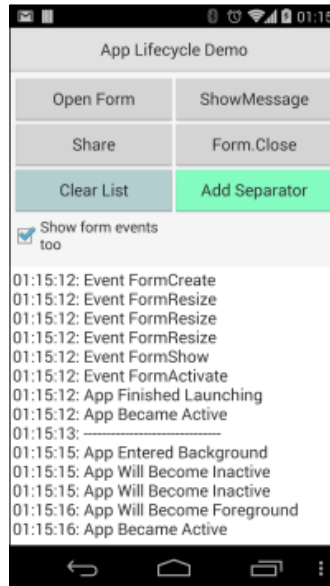 01:15
App Lifecycle Demo
Open Form ShowMessage
Share Form.Close
Clear List Add Separator
Show form events
too
01:15:12: Event FormCreate
01:15:12: Event FormResize
01:15:12: Event FormResize
01:15:12: Event FormResize
01:15:12: Event FormShow
01:15:12: Event FormActivate
01:15:12: App Finished Launching
01:15:12: App Became Active
01:15:13: ------------------------------
01:15:15: App Entered Background
01:15:15: App Will Become Inactive
01:15:15: App Will Become Inactive
01:15:16: App Will Become Foreground
01:15:16: App Became Active